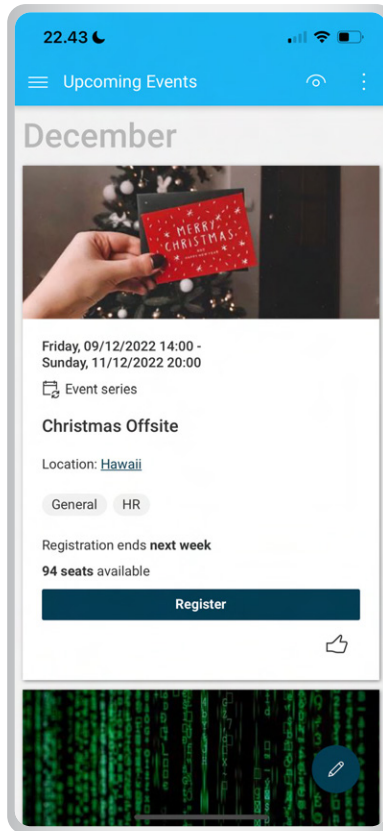 22.43
Upcoming Events
December
MERRY
CHRISTMAS
Friday, 09/12/2022 14:00 -
Sunday, 11/12/2022 20:00
Event series
Christmas Offsite
Location: Hawaii
General HR
Registration ends next week
94 seats available
Register